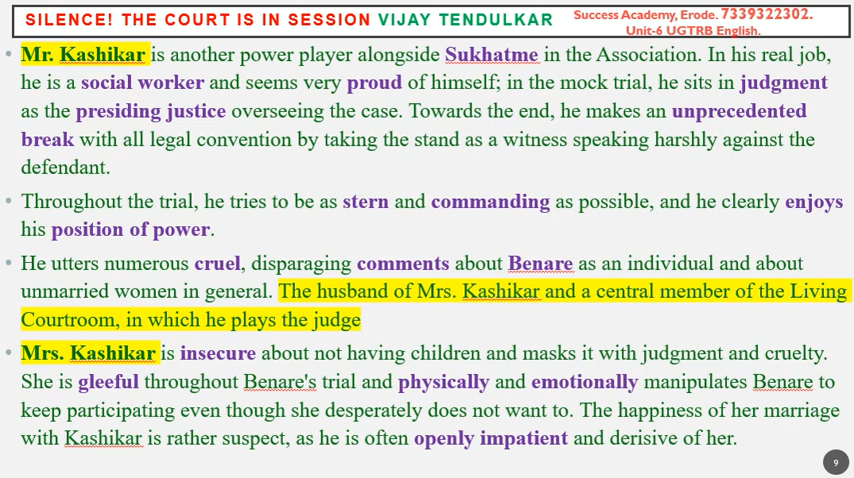 SILENCE! THE COURT IS IN SESSION VIJAY TENDULKAR
Success Academy, Erode. 7339322302.
Unit-6 UGTRB English.
• Mr. Kashikar is another power player alongside Sukhatme in the Association. In his real job,
he is a social worker and seems very proud of himself; in the mock trial, he sits in judgment
as the presiding justice overseeing the case. Towards the end, he makes an unprecedented
break with all legal convention by taking the stand as a witness speaking harshly against the
defendant.
• Throughout the trial, he tries to be as stern and commanding as possible, and he clearly enjoys
his position of power.
• He utters numerous cruel, disparaging comments about Benare as an individual and about
unmarried women in general. The husband of Mrs. Kashikar and a central member of the Living
Courtroom, in which he plays the judge
• Mrs. Kashikar is insecure about not having children and masks it with judgment and cruelty.
She is gleeful throughout Benare's trial and physically and emotionally manipulates Benare to
keep participating even though she desperately does not want to. The happiness of her marriage
with Kashikar is rather suspect, as he is often openly impatient and derisive of her.
9